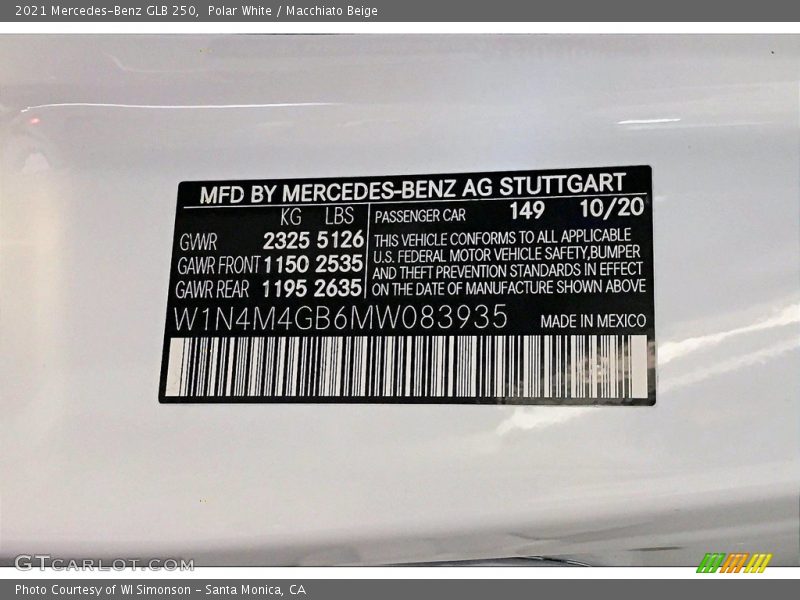 2021 Mercedes-Benz GLB 250, Polar White / Macchiato Beige
MFD BY MERCEDES-BENZ AG STUTTGART
KG LBS
GVWR 2325 5126
GAWR FRONT 1150 2535
GAWR REAR 1195 2635
PASSENGER CAR 149 10/20
THIS VEHICLE CONFORMS TO ALL APPLICABLE
U.S. FEDERAL MOTOR VEHICLE SAFETY,BUMPER
AND THEFT PREVENTION STANDARDS IN EFFECT
ON THE DATE OF MANUFACTURE SHOWN ABOVE
W1N4M4GB6MW083935 MADE IN MEXICO
GTCARLOT.COM
Photo Courtesy of WI Simonson - Santa Monica, CA